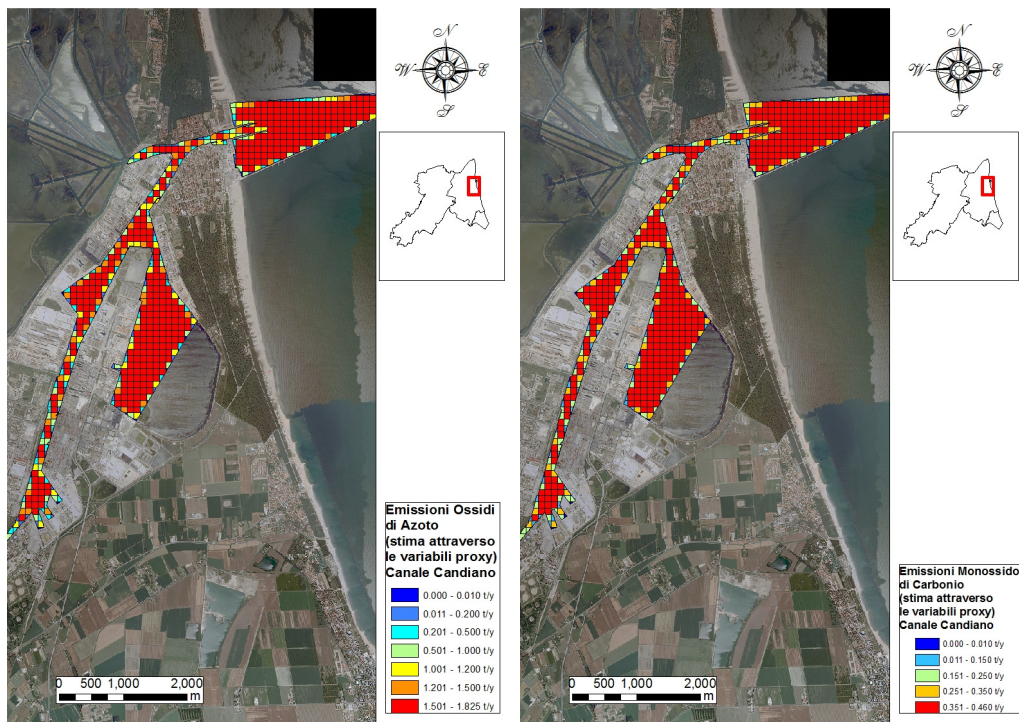 N
W
E
S
Emissioni Ossidi
di Azoto
(stima attraverso
le variabili proxy)
Canale Candiano
0.000 - 0.010 t/y
0.011 - 0.200 t/y
0.201 - 0.500 t/y
0.501 - 1.000 t/y
1.001 - 1.200 t/y
1.201 - 1.500 t/y
1.501 - 1.825 t/y
0 500 1,000 2,000
m
N
W
E
S
Emissioni Monossido
di Carbonio
(stima attraverso
le variabili proxy)
Canale Candiano
0.000 - 0.010 t/y
0.011 - 0.150 t/y
0.151 - 0.250 t/y
0.251 - 0.350 t/y
0.351 - 0.460 t/y
0 500 1,000 2,000
m